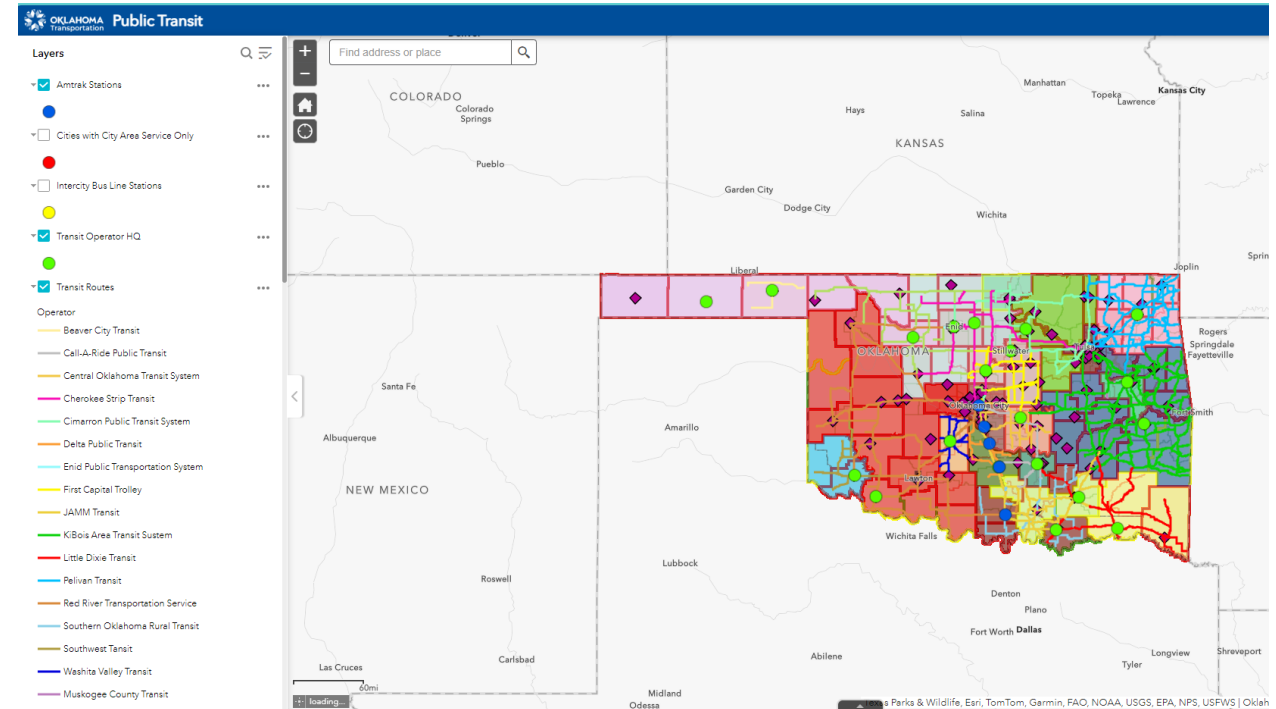 OKLAHOMA
Transportation
Public Transit
Layers
Amtrak Stations
Cities with City Area Service Only
Intercity Bus Line Stations
Transit Operator HQ
Transit Routes
Operator
Beaver City Transit
Call-A-Ride Public Transit
Central Oklahoma Transit System
Cherokee Strip Transit
Cimarron Public Transit System
Delta Public Transit
Enid Public Transportation System
First Capital Trolley
JAMM Transit
KiBois Area Transit Sustem
Little Dixie Transit
Pelivan Transit
Red River Transportation Service
Southern Oklahoma Rural Transit
Southwest Tansit
Washita Valley Transit
Muskogee County Transit
+
−
Find address or place
COLORADO
Colorado
Springs
Pueblo
Manhattan
Topeka
Lawrence
Kansas City
Hays
Salina
KANSAS
Garden City
Dodge City
Wichita
Liberal
Joplin
Sprin
Rogers
Springdale
Fayetteville
Enid
OKLAHOMA
Stillwater
Oklahoma City
Fort Smith
Lawton
Santa Fe
Albuquerque
Amarillo
NEW MEXICO
Wichita Falls
Lubbock
Roswell
Denton
Plano
Fort Worth
Dallas
Abilene
Longview
Shreveport
Tyler
Las Cruces
Carlsbad
Midland
Odessa
60mi
loading...
as Parks & Wildlife, Esri, TomTom, Garmin, FAO, NOAA, USGS, EPA, NPS, USFWS | Oklah